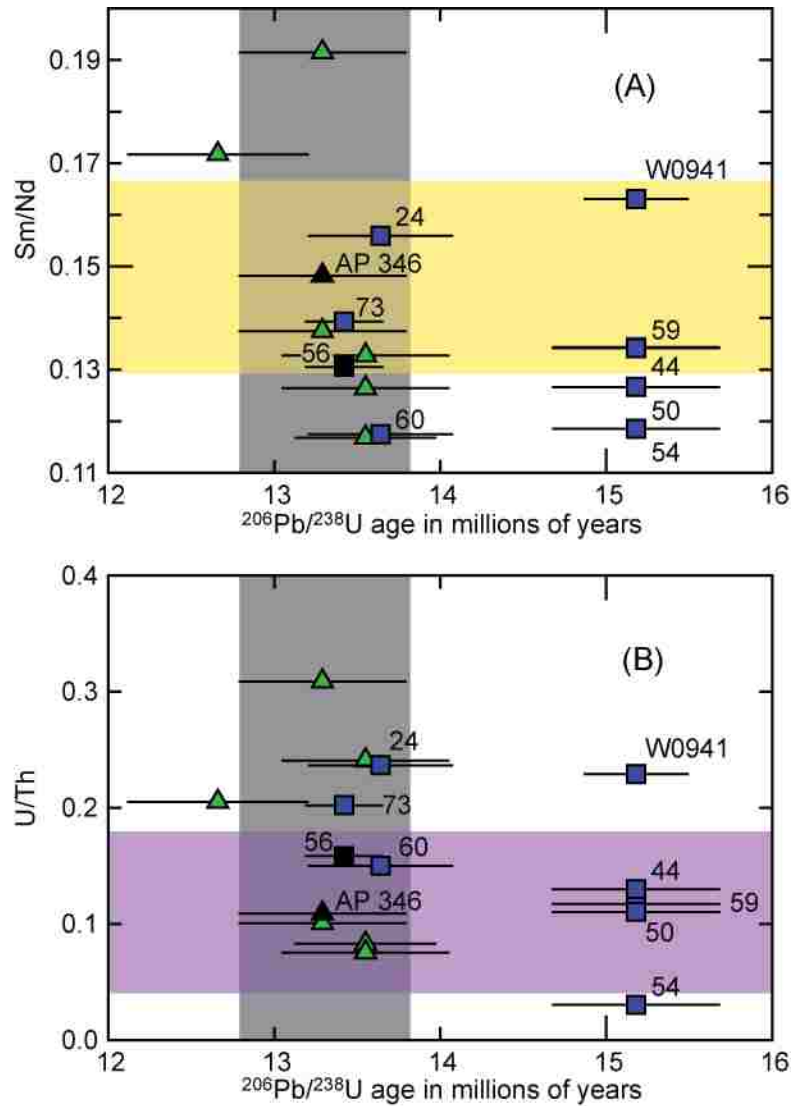 0.19
(A)
0.17
W0941
24
Sm/Nd
0.15
AP 346
73
59
56
0.13
44
60
50
54
0.11
12 13 14 15 16
²⁰⁶Pb/²³⁸U age in millions of years
0.4
(B)
0.3
24
W0941
U/Th
0.2
73
56 60
44
AP 346
59
0.1
50
54
0.0
12 13 14 15 16
²⁰⁶Pb/²³⁸U age in millions of years